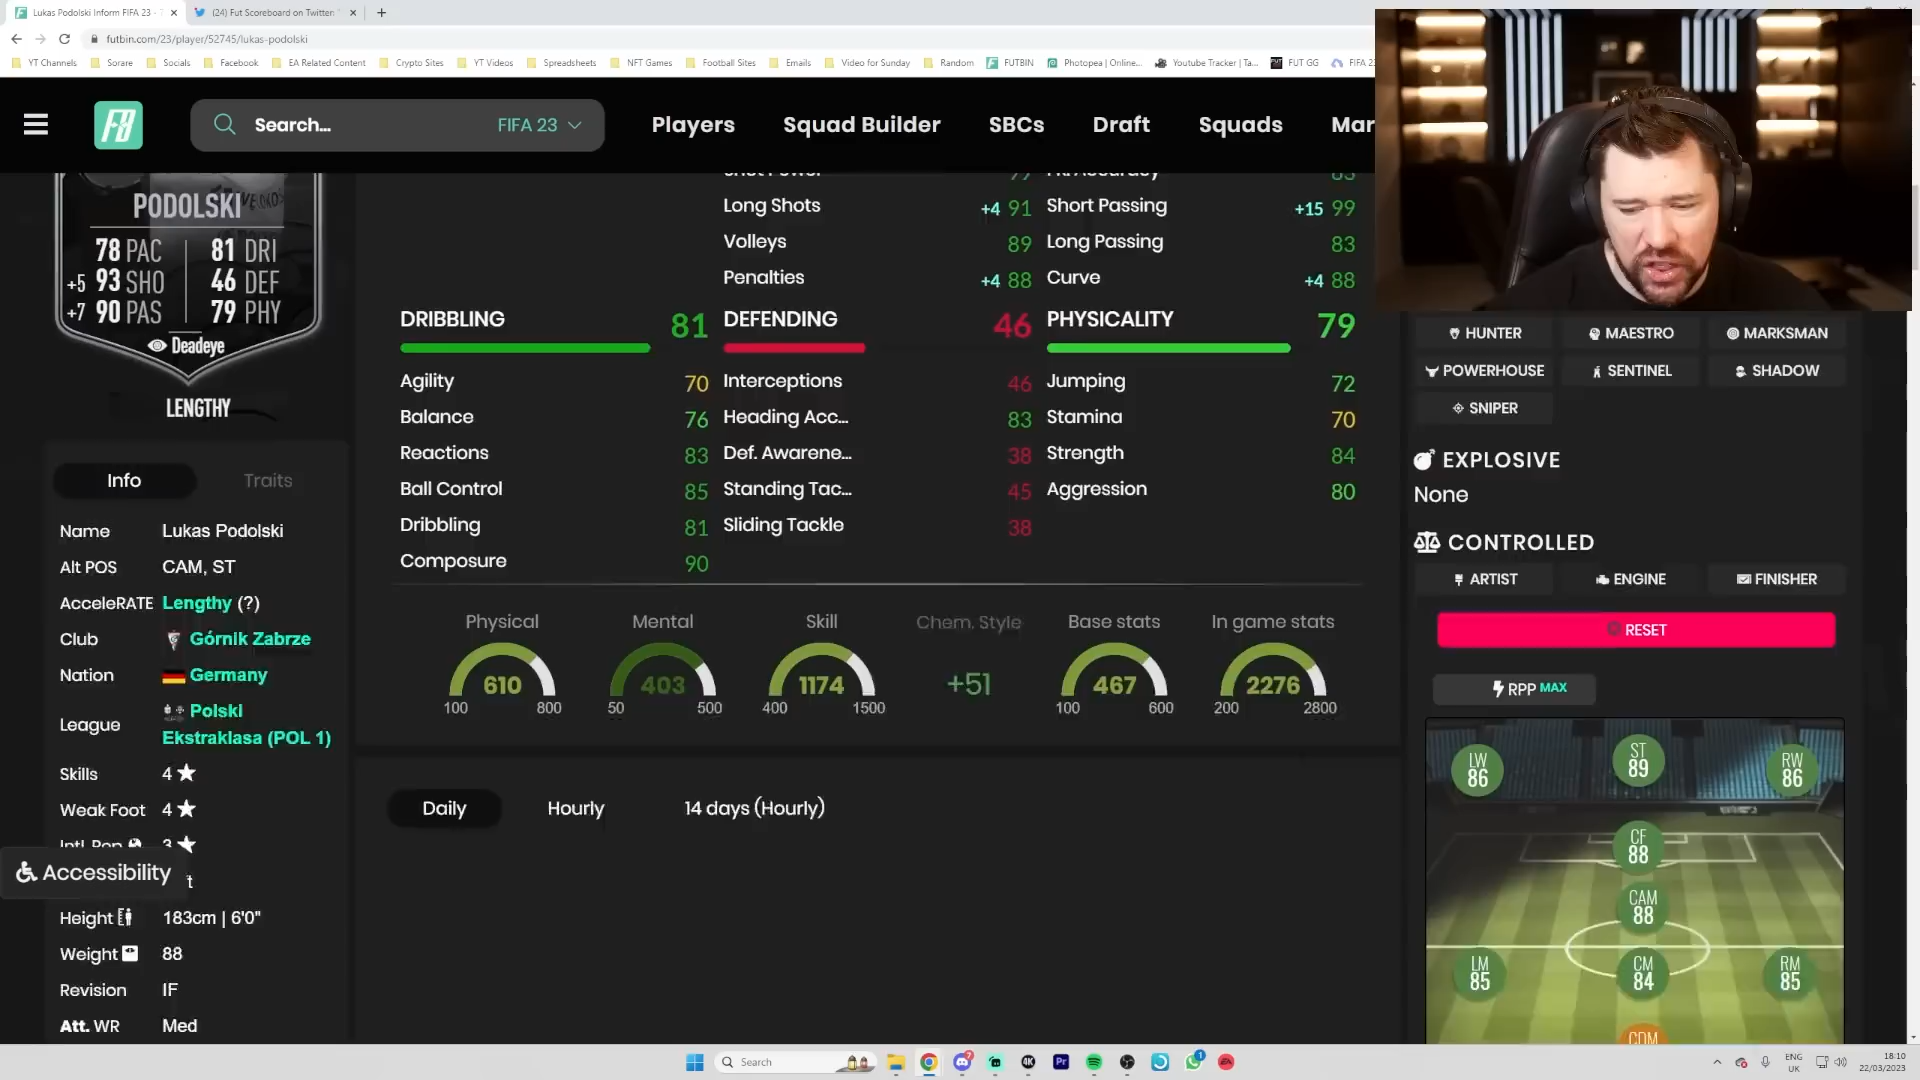 Lukas Podolski Inform FIFA 23 -
(24) Fut Scoreboard on Twitter:
futbin.com/23/player/52745/lukas-podolski
YT Channels Sorare Socials Facebook EA Related Content Crypto Sites YT Videos Spreadsheets NFT Games Football Sites Emails Video for Sunday Random FUTBIN Photopea | Online... Youtube Tracker | Ta... FUT GG FIFA 23
Search... FIFA 23
Players Squad Builder SBCs Draft Squads Mar
PODOLSKI
78 PAC 81 DRI
+5 93 SHO 46 DEF
+7 90 PAS 79 PHY
Deadeye
LENGTHY
Info Traits
Name Lukas Podolski
Alt POS CAM, ST
AcceleRATE Lengthy (?)
Club Górnik Zabrze
Nation Germany
League Polski Ekstraklasa (POL 1)
Skills 4
Weak Foot 4
Intl. Rep 3
Accessibility
Height 183cm | 6'0"
Weight 88
Revision IF
Att. WR Med
Long Shots +4 91
Volleys 89
Penalties +4 88
Short Passing +15 99
Long Passing 83
Curve +4 88
DRIBBLING 81
Agility 70
Balance 76
Reactions 83
Ball Control 85
Dribbling 81
Composure 90
DEFENDING 46
Interceptions 46
Heading Acc... 83
Def. Awarene... 38
Standing Tac... 45
Sliding Tackle 38
PHYSICALITY 79
Jumping 72
Stamina 70
Strength 84
Aggression 80
Physical Mental Skill Chem. Style Base stats In game stats
610 403 1174 +51 467 2276
100 800 50 500 400 1500 100 600 200 2800
Daily Hourly 14 days (Hourly)
HUNTER MAESTRO MARKSMAN
POWERHOUSE SENTINEL SHADOW
SNIPER
EXPLOSIVE
None
CONTROLLED
ARTIST ENGINE FINISHER
RESET
RPP MAX
LW 86
ST 89
RW 86
CF 88
CAM 88
LM 85
CM 84
RM 85
CDM
Search
ENG
UK
18:10
22/03/2023